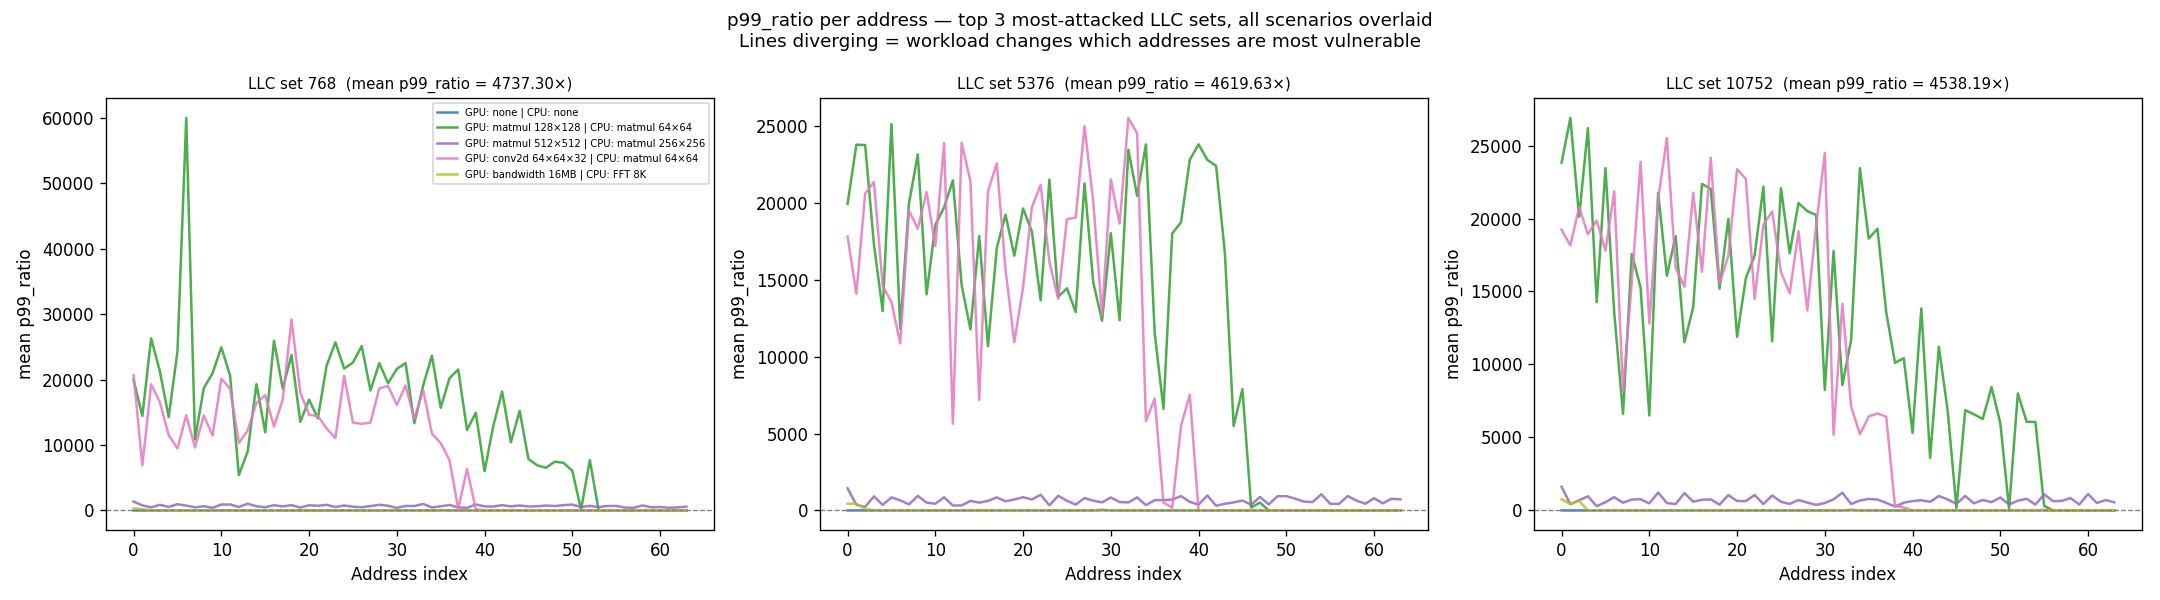 p99_ratio per address — top 3 most-attacked LLC sets, all scenarios overlaid
Lines diverging = workload changes which addresses are most vulnerable
LLC set 768  (mean p99_ratio = 4737.30×)
mean p99_ratio
60000
50000
40000
30000
20000
10000
0
0 10 20 30 40 50 60
Address index
GPU: none | CPU: none
GPU: matmul 128×128 | CPU: matmul 64×64
GPU: matmul 512×512 | CPU: matmul 256×256
GPU: conv2d 64×64×32 | CPU: matmul 64×64
GPU: bandwidth 16MB | CPU: FFT 8K
LLC set 5376  (mean p99_ratio = 4619.63×)
mean p99_ratio
25000
20000
15000
10000
5000
0
0 10 20 30 40 50 60
Address index
LLC set 10752  (mean p99_ratio = 4538.19×)
mean p99_ratio
25000
20000
15000
10000
5000
0
0 10 20 30 40 50 60
Address index